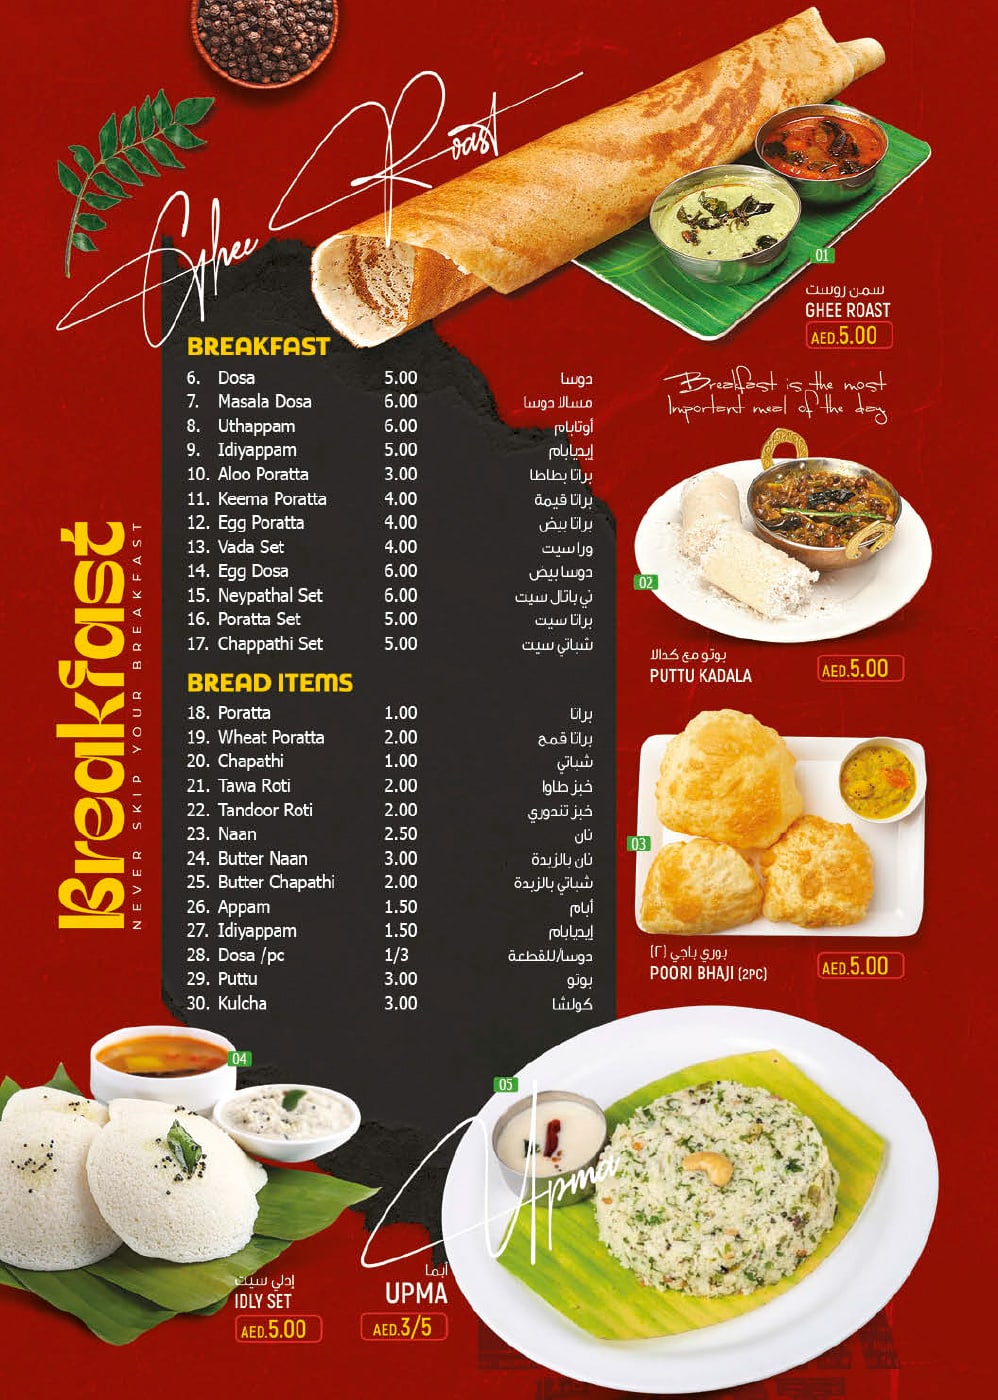 Ghee Roast
01
سمن روست
GHEE ROAST
AED.5.00
Breakfast is the most
Important meal of the day
BREAKFAST
6. Dosa 5.00 دوسا
7. Masala Dosa 6.00 مسالا دوسا
8. Uthappam 6.00 أوتابام
9. Idiyappam 5.00 إيديابام
10. Aloo Poratta 3.00 براتا بطاطا
11. Keema Poratta 4.00 براتا قيمة
12. Egg Poratta 4.00 براتا بيض
13. Vada Set 4.00 ورا سيت
14. Egg Dosa 6.00 دوسا بيض
15. Neypathal Set 6.00 ني باتال سيت
16. Poratta Set 5.00 براتا سيت
17. Chappathi Set 5.00 شباتي سيت
BREAD ITEMS
18. Poratta 1.00 براتا
19. Wheat Poratta 2.00 براتا قمح
20. Chapathi 1.00 شباتي
21. Tawa Roti 2.00 خبز طاوا
22. Tandoor Roti 2.00 خبز تندوري
23. Naan 2.50 نان
24. Butter Naan 3.00 نان بالزبدة
25. Butter Chapathi 2.00 شباتي بالزبدة
26. Appam 1.50 أبام
27. Idiyappam 1.50 إيديابام
28. Dosa /pc 1/3 دوسا/للقطعة
29. Puttu 3.00 بوتو
30. Kulcha 3.00 كولشا
Breakfast
NEVER SKIP YOUR BREAKFAST
02
بوتو مع كدالا
PUTTU KADALA
AED.5.00
03
بوري باجي (٢)
POORI BHAJI (2PC)
AED.5.00
04
إدلي سيت
IDLY SET
AED.5.00
05
Upma
أبما
UPMA
AED.3/5